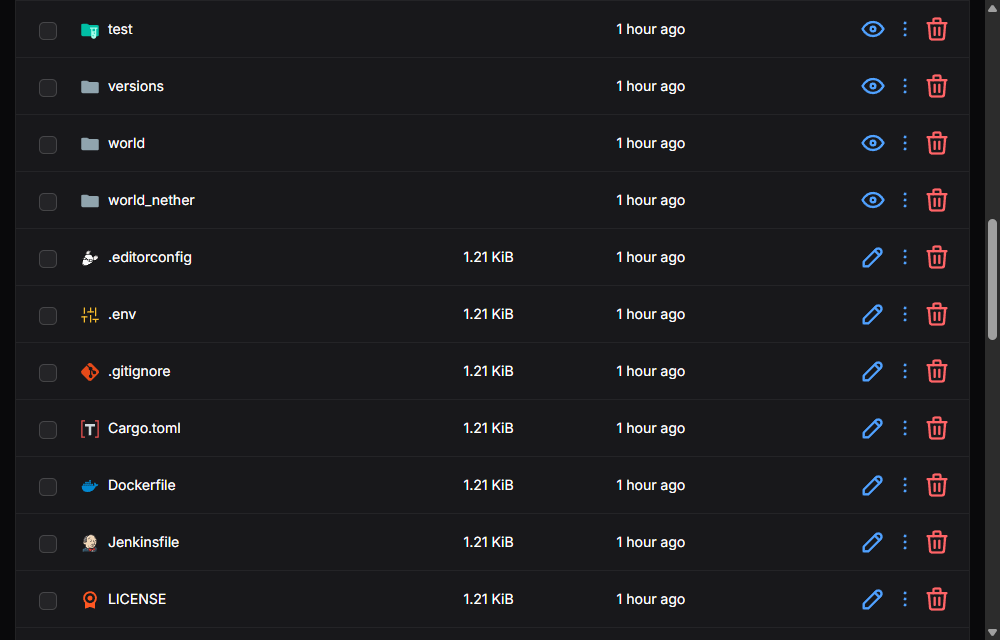 test 1 hour ago
versions 1 hour ago
world 1 hour ago
world_nether 1 hour ago
.editorconfig 1.21 KiB 1 hour ago
.env 1.21 KiB 1 hour ago
.gitignore 1.21 KiB 1 hour ago
Cargo.toml 1.21 KiB 1 hour ago
Dockerfile 1.21 KiB 1 hour ago
Jenkinsfile 1.21 KiB 1 hour ago
LICENSE 1.21 KiB 1 hour ago